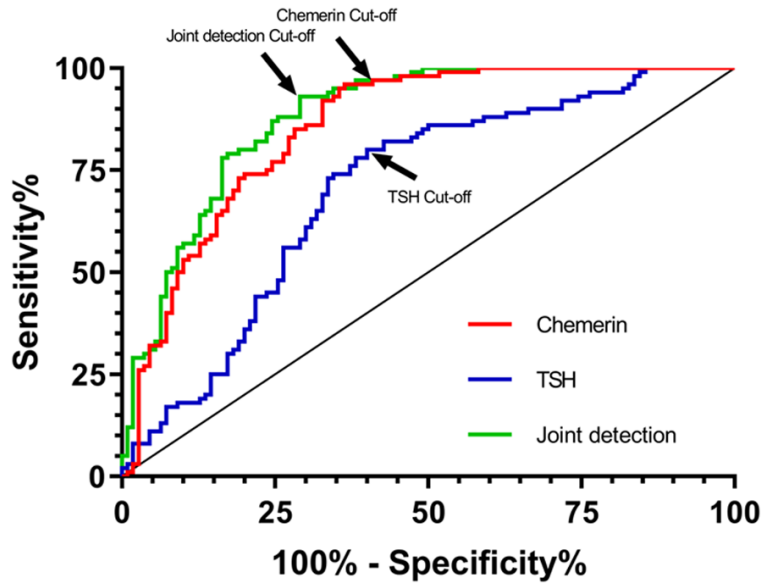 Chemerin Cut-off
Joint detection Cut-off
100
75
50
25
0
Sensitivity%
TSH Cut-off
Chemerin
TSH
Joint detection
0 25 50 75 100
100% - Specificity%